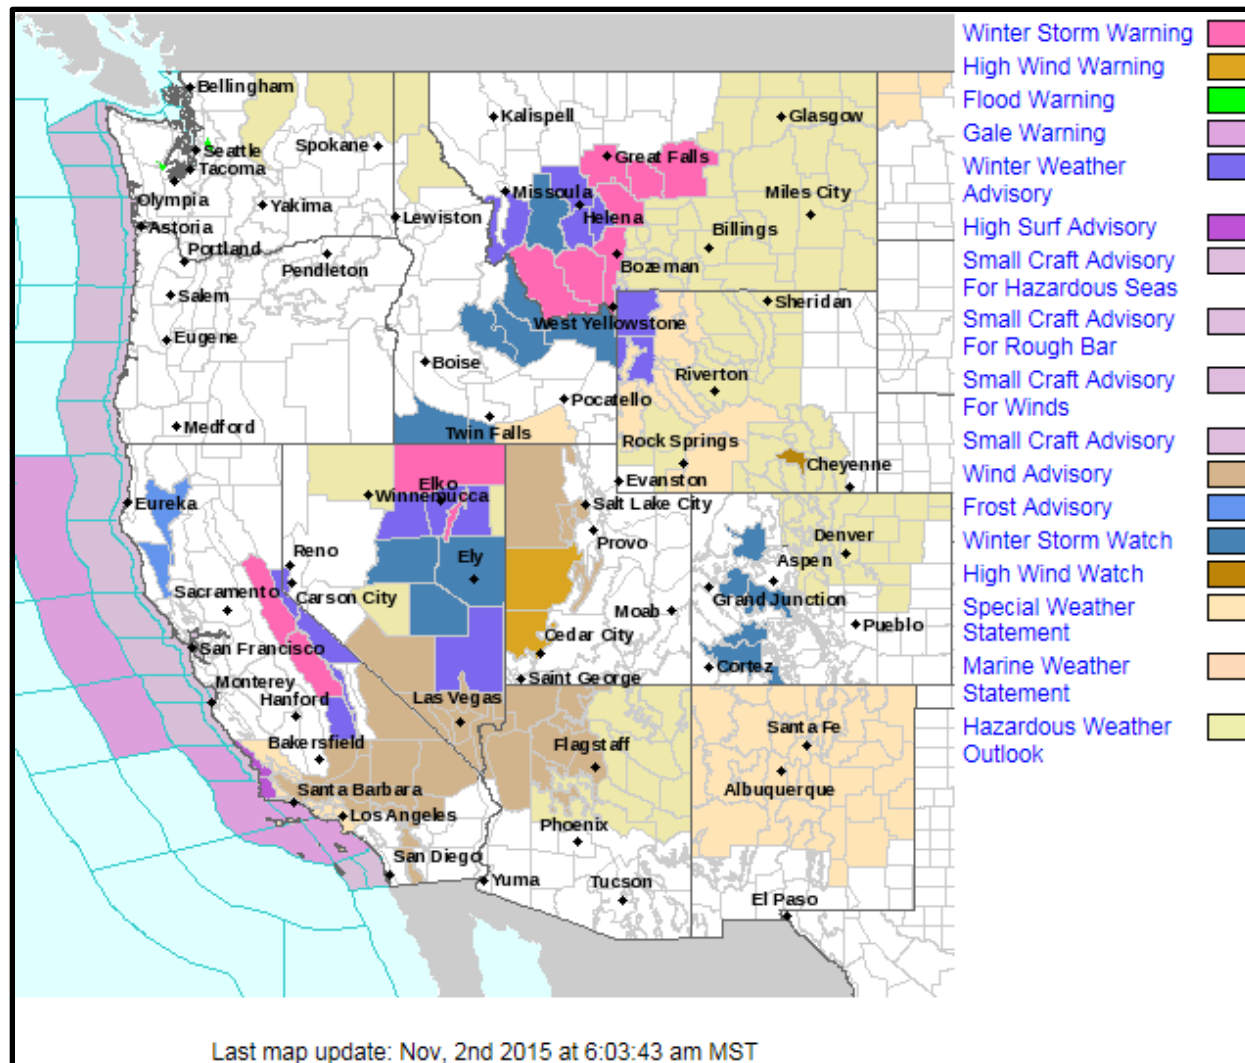 Bellingham
Seattle
Tacoma
Olympia
Spokane
Yakima
Astoria
Portland
Pendleton
Salem
Eugene
Medford
Kalispell
Great Falls
Glasgow
Missoula
Helena
Miles City
Lewiston
Billings
Bozeman
West Yellowstone
Sheridan
Boise
Riverton
Pocatello
Twin Falls
Rock Springs
Cheyenne
Evanston
Eureka
Elko
Winnemucca
Salt Lake City
Provo
Reno
Ely
Denver
Aspen
Sacramento
Carson City
Moab
Grand Junction
Pueblo
Cedar City
San Francisco
Cortez
Saint George
Monterey
Hanford
Las Vegas
Bakersfield
Flagstaff
Santa Fe
Albuquerque
Santa Barbara
Los Angeles
Phoenix
San Diego
Yuma
Tucson
El Paso
Winter Storm Warning
High Wind Warning
Flood Warning
Gale Warning
Winter Weather
Advisory
High Surf Advisory
Small Craft Advisory
For Hazardous Seas
Small Craft Advisory
For Rough Bar
Small Craft Advisory
For Winds
Small Craft Advisory
Wind Advisory
Frost Advisory
Winter Storm Watch
High Wind Watch
Special Weather
Statement
Marine Weather
Statement
Hazardous Weather
Outlook
Last map update: Nov, 2nd 2015 at 6:03:43 am MST